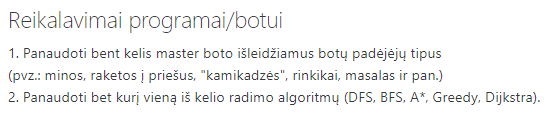 Reikalavimai programai/botui
1. Panaudoti bent kelis master boto išleidžiamus botų padėjėjų tipus
(pvz.: minos, raketos į priešus, "kamikadzės", rinkikai, masalas ir pan.)
2. Panaudoti bet kurį vieną iš kelio radimo algoritmų (DFS, BFS, A*, Greedy, Dijkstra).